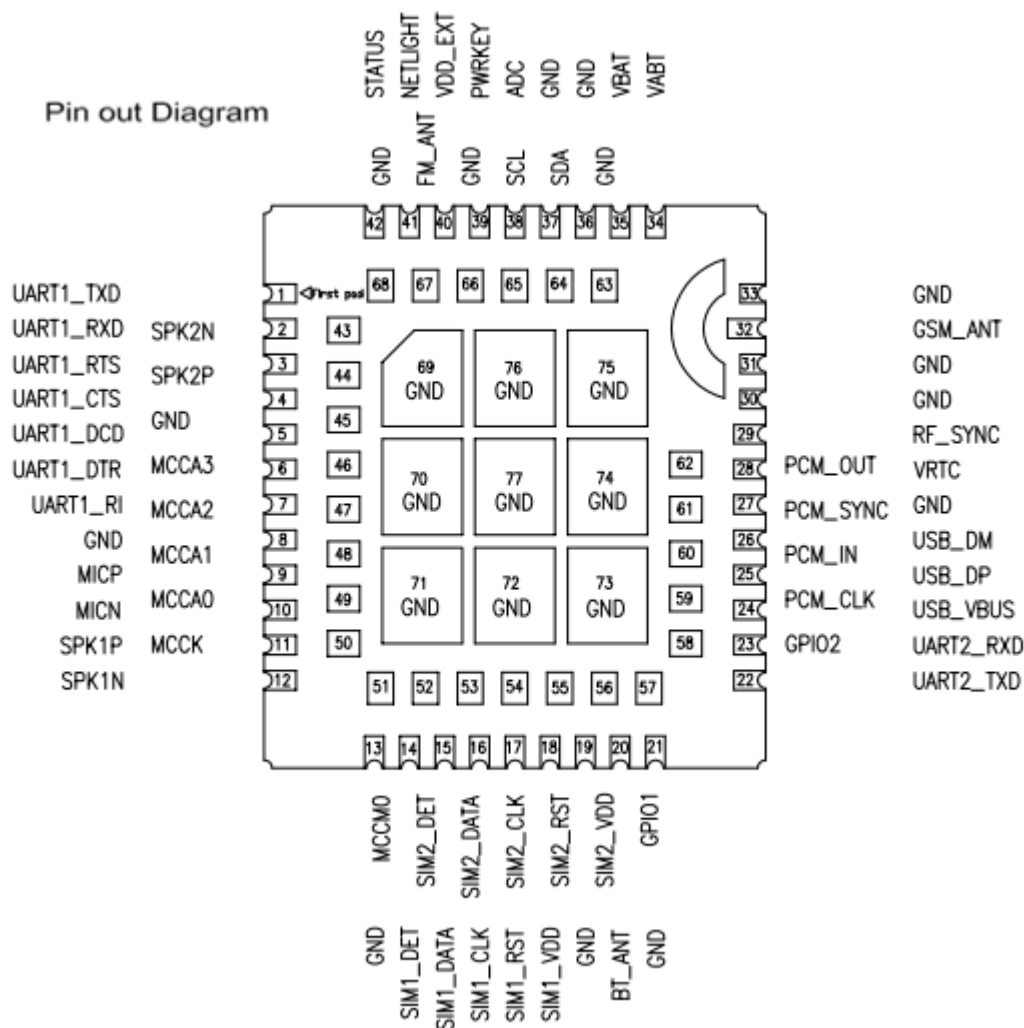 Pin out Diagram
STATUS
NETLIGHT
VDD_EXT
PWRKEY
ADC
GND
GND
VBAT
VABT
GND
FM_ANT
GND
SCL
SDA
GND
42
41
40
39
38
37
36
35
34
68
67
66
65
64
63
UART1_TXD
1
First pad
33
GND
UART1_RXD
2
SPK2N
43
32
GSM_ANT
UART1_RTS
3
SPK2P
44
31
GND
UART1_CTS
4
GND
45
30
GND
UART1_DCD
5
MCCA3
46
29
RF_SYNC
UART1_DTR
6
MCCA2
47
28
VRTC
UART1_RI
7
MCCA1
48
27
GND
GND
8
MCCA0
49
26
USB_DM
MICP
9
MCCK
50
25
USB_DP
MICN
10
24
USB_VBUS
SPK1P
11
23
UART2_RXD
SPK1N
12
22
UART2_TXD
69
GND
76
GND
75
GND
70
GND
77
GND
74
GND
71
GND
72
GND
73
GND
62
PCM_OUT
61
PCM_SYNC
60
PCM_IN
59
PCM_CLK
58
GPIO2
51
52
53
54
55
56
57
13
14
15
16
17
18
19
20
21
MCCM0
SIM2_DET
SIM2_DATA
SIM2_CLK
SIM2_RST
SIM2_VDD
GPIO1
GND
SIM1_DET
SIM1_DATA
SIM1_CLK
SIM1_RST
SIM1_VDD
GND
BT_ANT
GND